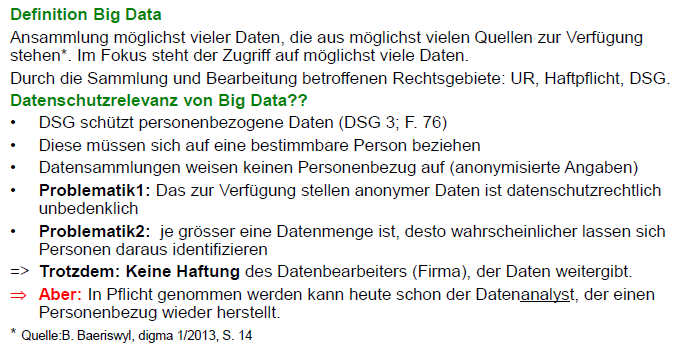 Definition Big Data
Ansammlung möglichst vieler Daten, die aus möglichst vielen Quellen zur Verfügung
stehen*. Im Fokus steht der Zugriff auf möglichst viele Daten.
Durch die Sammlung und Bearbeitung betroffenen Rechtsgebiete: UR, Haftpflicht, DSG.
Datenschutzrelevanz von Big Data??
• DSG schützt personenbezogene Daten (DSG 3; F. 76)
• Diese müssen sich auf eine bestimmbare Person beziehen
• Datensammlungen weisen keinen Personenbezug auf (anonymisierte Angaben)
• Problematik1: Das zur Verfügung stellen anonymer Daten ist datenschutzrechtlich
unbedenklich
• Problematik2: je grösser eine Datenmenge ist, desto wahrscheinlicher lassen sich
Personen daraus identifizieren
=> Trotzdem: Keine Haftung des Datenbearbeiters (Firma), der Daten weitergibt.
⇒ Aber: In Pflicht genommen werden kann heute schon der Datenanalyst, der einen
Personenbezug wieder herstellt.
* Quelle:B. Baeriswyl, digma 1/2013, S. 14